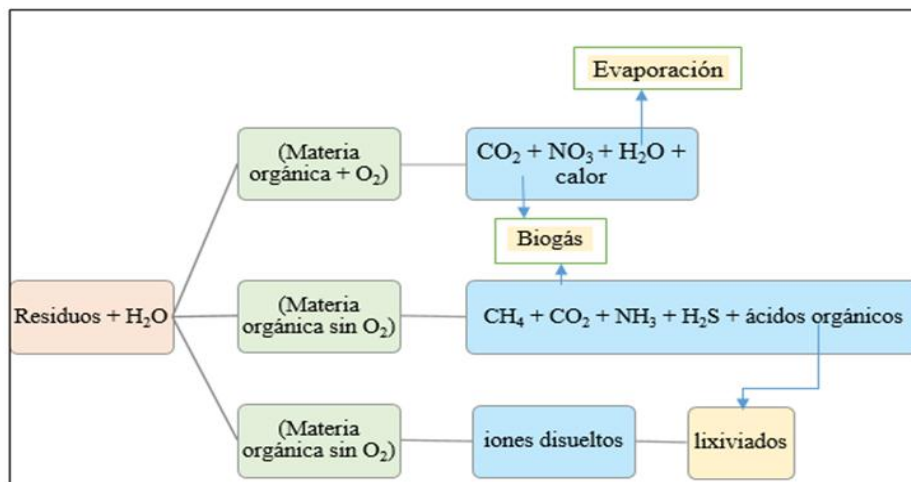 Evaporación
(Materia
orgánica + O₂)
CO₂ + NO₃ + H₂O +
calor
Biogás
Residuos + H₂O
(Materia
orgánica sin O₂)
CH₄ + CO₂ + NH₃ + H₂S + ácidos orgánicos
(Materia
orgánica sin O₂)
iones disueltos
lixiviados